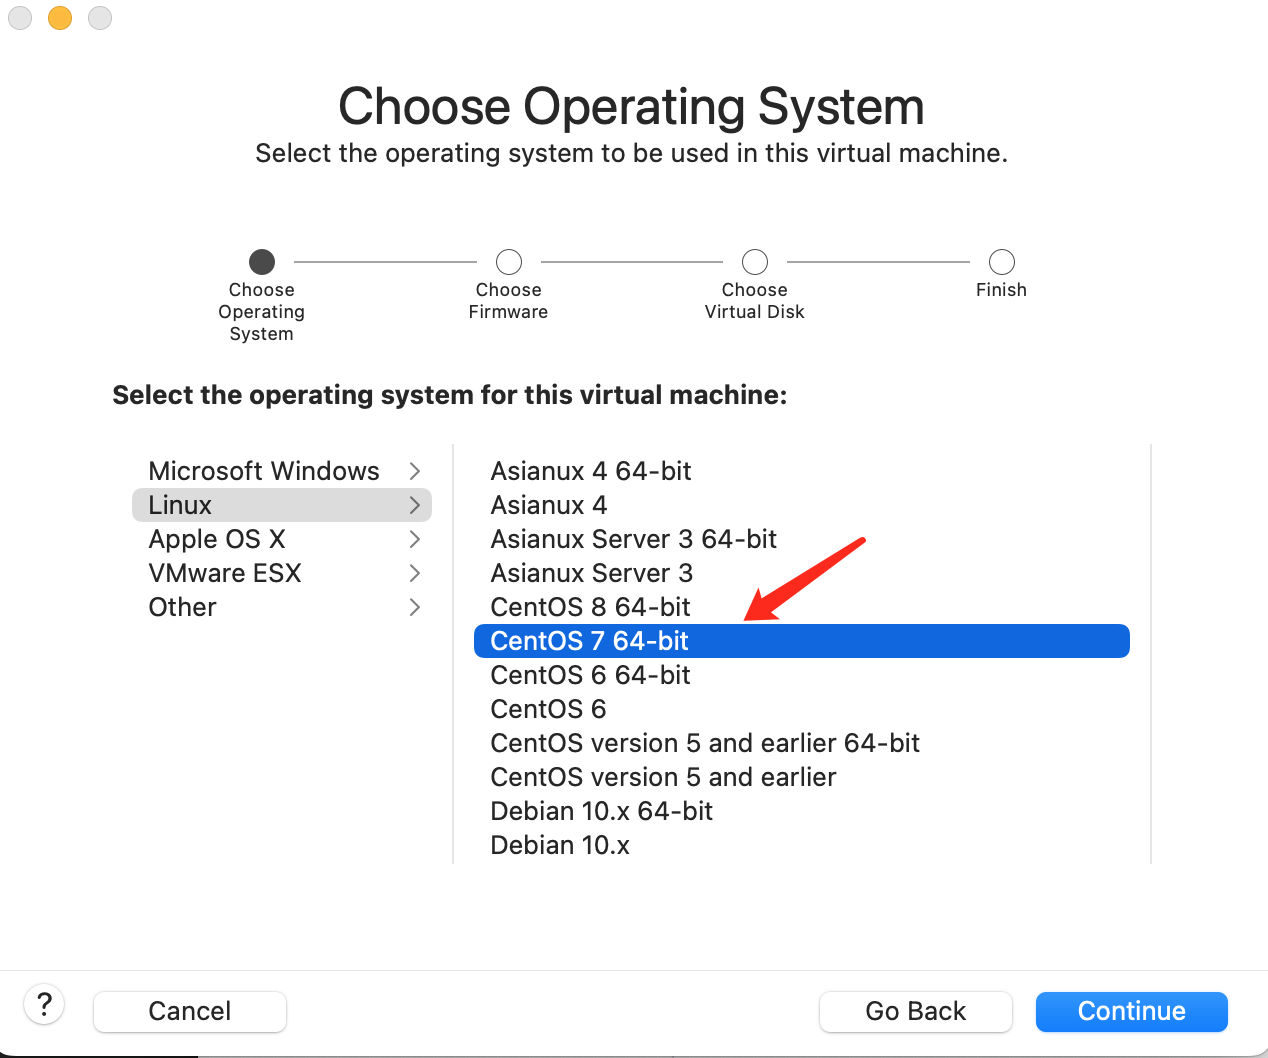 Choose Operating System
Select the operating system to be used in this virtual machine.
Choose
Operating
System
Choose
Firmware
Choose
Virtual Disk
Finish
Select the operating system for this virtual machine:
Microsoft Windows
Linux
Apple OS X
VMware ESX
Other
Asianux 4 64-bit
Asianux 4
Asianux Server 3 64-bit
Asianux Server 3
CentOS 8 64-bit
CentOS 7 64-bit
CentOS 6 64-bit
CentOS 6
CentOS version 5 and earlier 64-bit
CentOS version 5 and earlier
Debian 10.x 64-bit
Debian 10.x
?
Cancel
Go Back
Continue